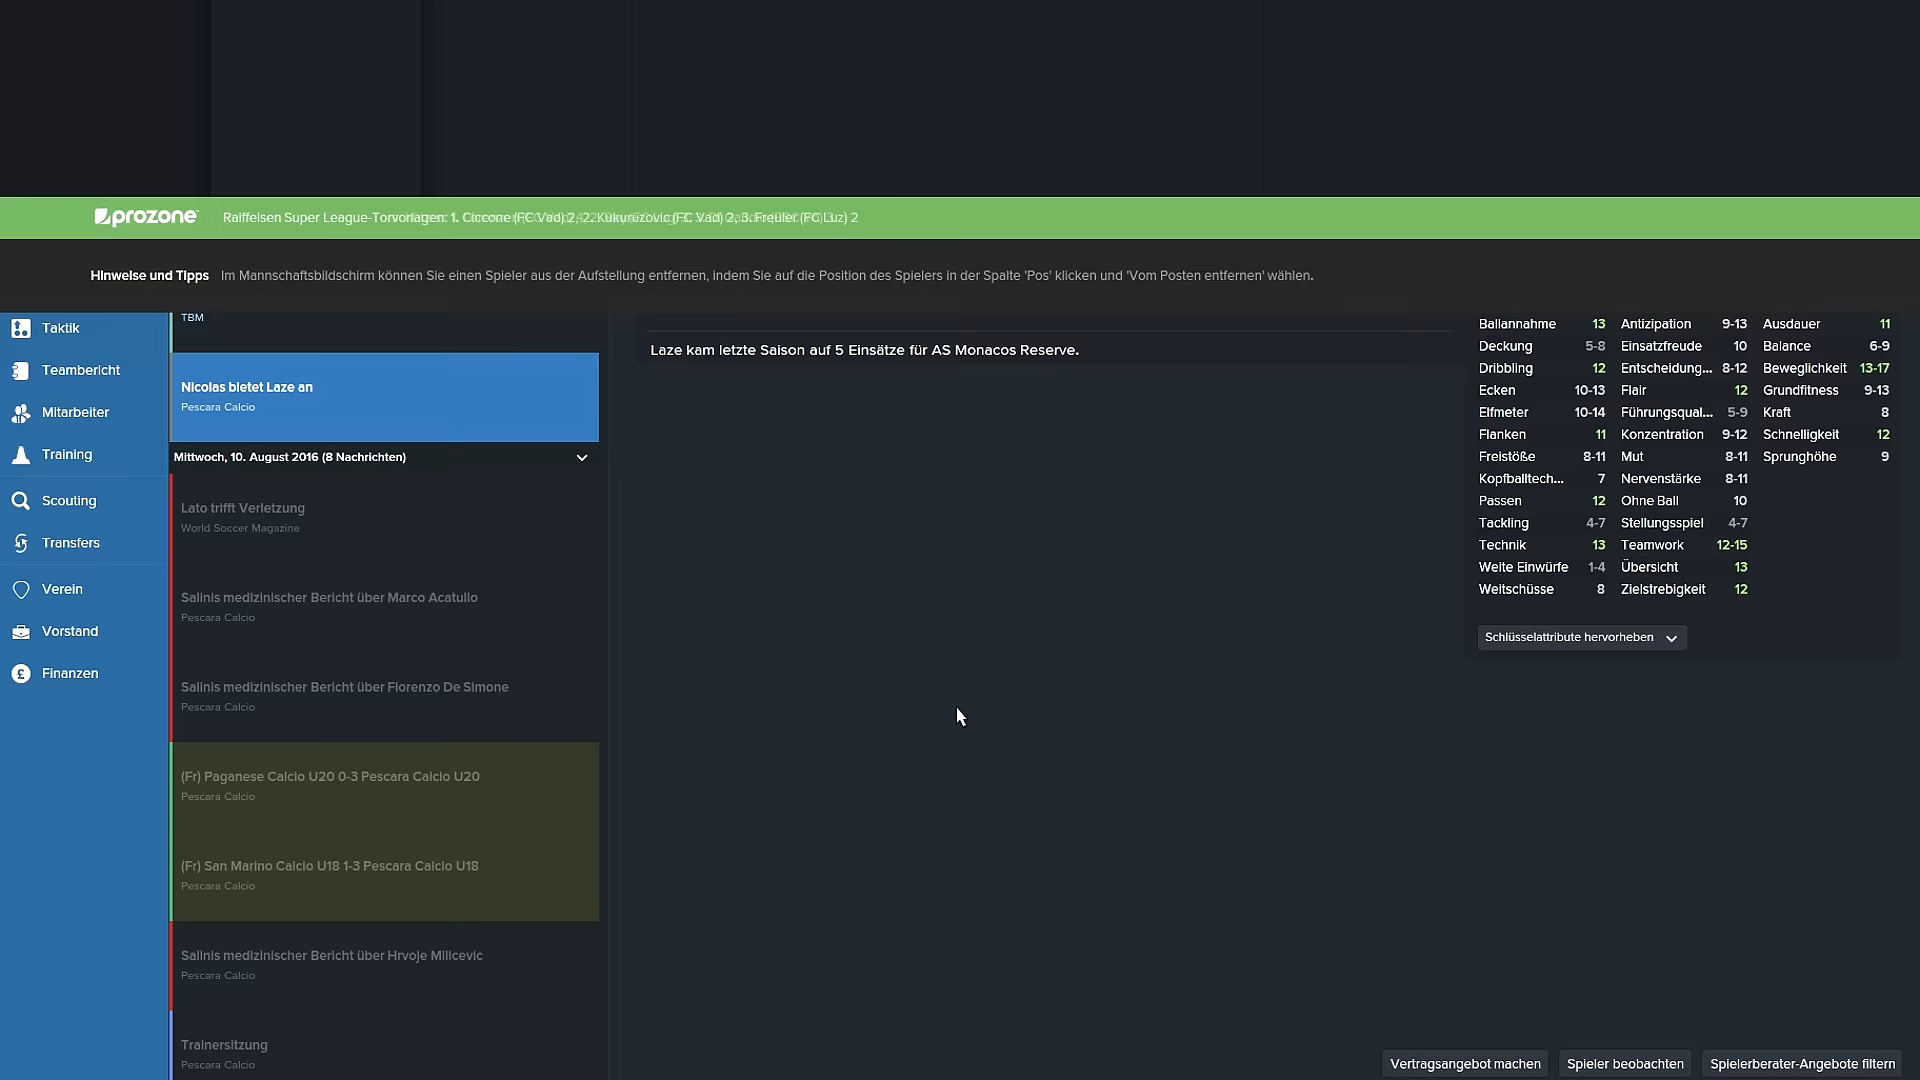 prozone
Raiffeisen Super League-Torvorlagen: 1. Ciccone (FC Vad) 2, 2. Kukuruzovic (FC Vad) 2, 3. Freuler (FC Luz) 2
Hinweise und Tipps Im Mannschaftsbildschirm können Sie einen Spieler aus der Aufstellung entfernen, indem Sie auf die Position des Spielers in der Spalte 'Pos' klicken und 'Vom Posten entfernen' wählen.
Taktik
Teambericht
Mitarbeiter
Training
Scouting
Transfers
Verein
Vorstand
Finanzen
TBM
Nicolas bietet Laze an
Pescara Calcio
Mittwoch, 10. August 2016 (8 Nachrichten)
Lato trifft Verletzung
World Soccer Magazine
Salinis medizinischer Bericht über Marco Acatullo
Pescara Calcio
Salinis medizinischer Bericht über Fiorenzo De Simone
Pescara Calcio
(Fr) Paganese Calcio U20 0-3 Pescara Calcio U20
Pescara Calcio
(Fr) San Marino Calcio U18 1-3 Pescara Calcio U18
Pescara Calcio
Salinis medizinischer Bericht über Hrvoje Milicevic
Pescara Calcio
Trainersitzung
Pescara Calcio
Laze kam letzte Saison auf 5 Einsätze für AS Monacos Reserve.
Ballannahme 13 Antizipation 9-13 Ausdauer 11
Deckung 5-8 Einsatzfreude 10 Balance 6-9
Dribbling 12 Entscheidung... 8-12 Beweglichkeit 13-17
Ecken 10-13 Flair 12 Grundfitness 9-13
Elfmeter 10-14 Führungsqual... 5-9 Kraft 8
Flanken 11 Konzentration 9-12 Schnelligkeit 12
Freistöße 8-11 Mut 8-11 Sprunghöhe 9
Kopfballtech... 7 Nervenstärke 8-11
Passen 12 Ohne Ball 10
Tackling 4-7 Stellungsspiel 4-7
Technik 13 Teamwork 12-15
Weite Einwürfe 1-4 Übersicht 13
Weitschüsse 8 Zielstrebigkeit 12
Schlüsselattribute hervorheben
Vertragsangebot machen Spieler beobachten Spielerberater-Angebote filtern